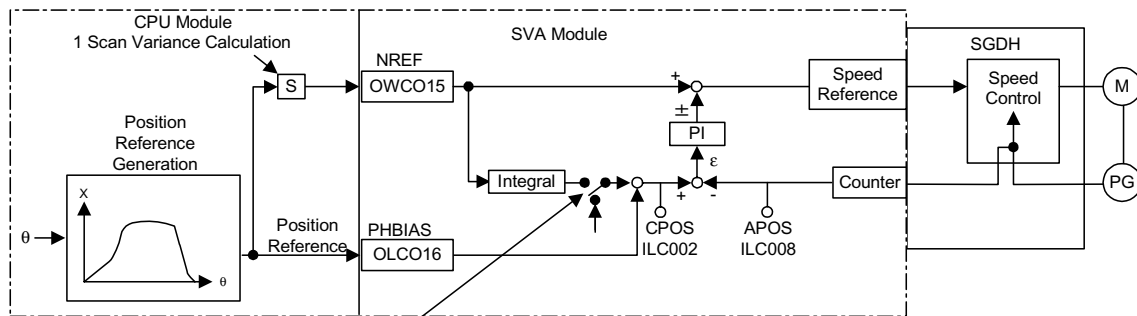 CPU Module
1 Scan Variance Calculation
SVA Module
SGDH
NREF
S
OWCO15
+
Speed
Reference
Speed
Control
M
±
PI
Position
Reference
Generation
ε
X
Integral
+
-
Counter
PG
θ
θ
Position
Reference
PHBIAS
OLCO16
CPOS
ILC002
APOS
ILC008